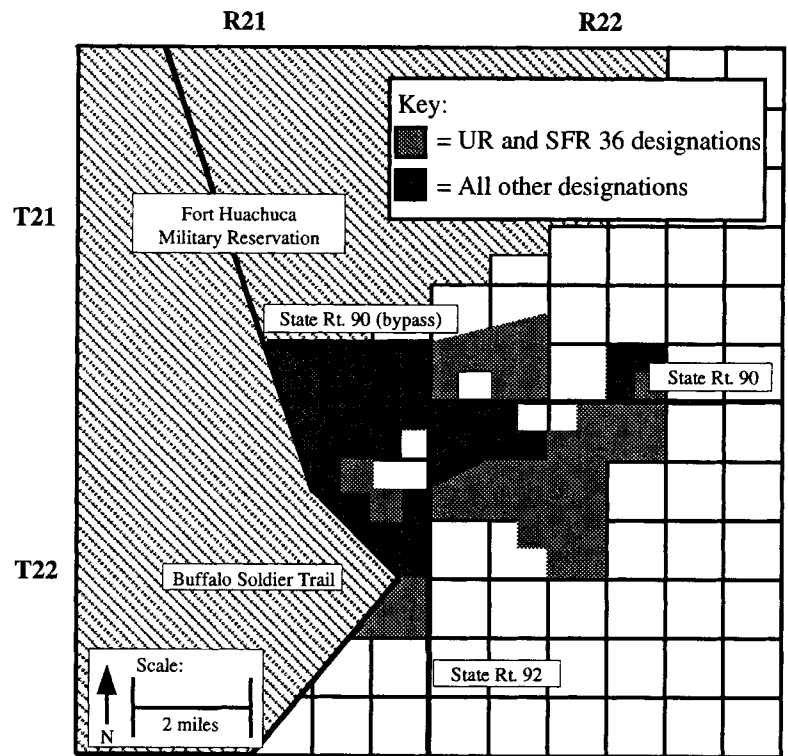 R21
R22
Key:
= UR and SFR 36 designations
= All other designations
T21
Fort Huachuca
Military Reservation
State Rt. 90 (bypass)
State Rt. 90
T22
Buffalo Soldier Trail
Scale:
2 miles
N
State Rt. 92